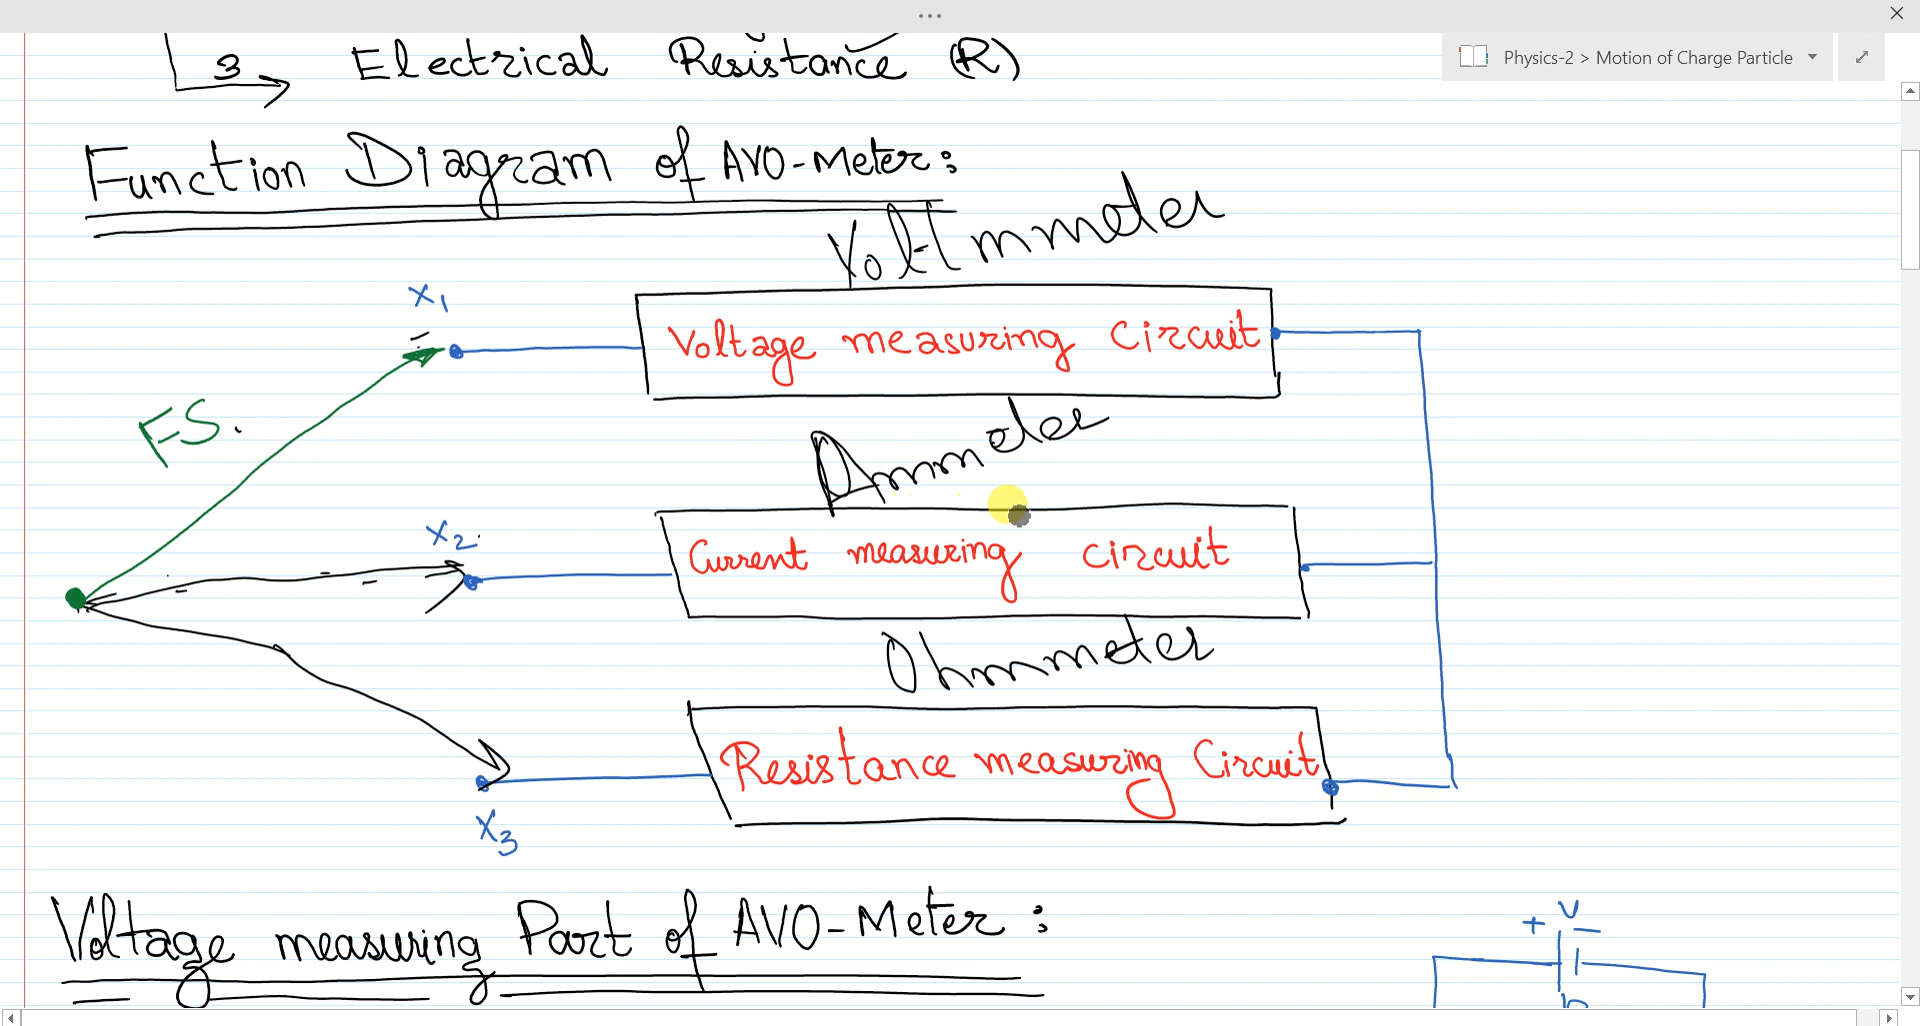 Physics-2 > Motion of Charge Particle
3 Electrical Resistance (R)
Function Diagram of AVO-Meter:
Voltmmeter
X1
Voltage measuring circuit
FS.
Ammeter
X2
Current measuring circuit
Ohmmeter
Resistance measuring Circuit
X3
Voltage measuring Part of AVO-Meter:
+ V -